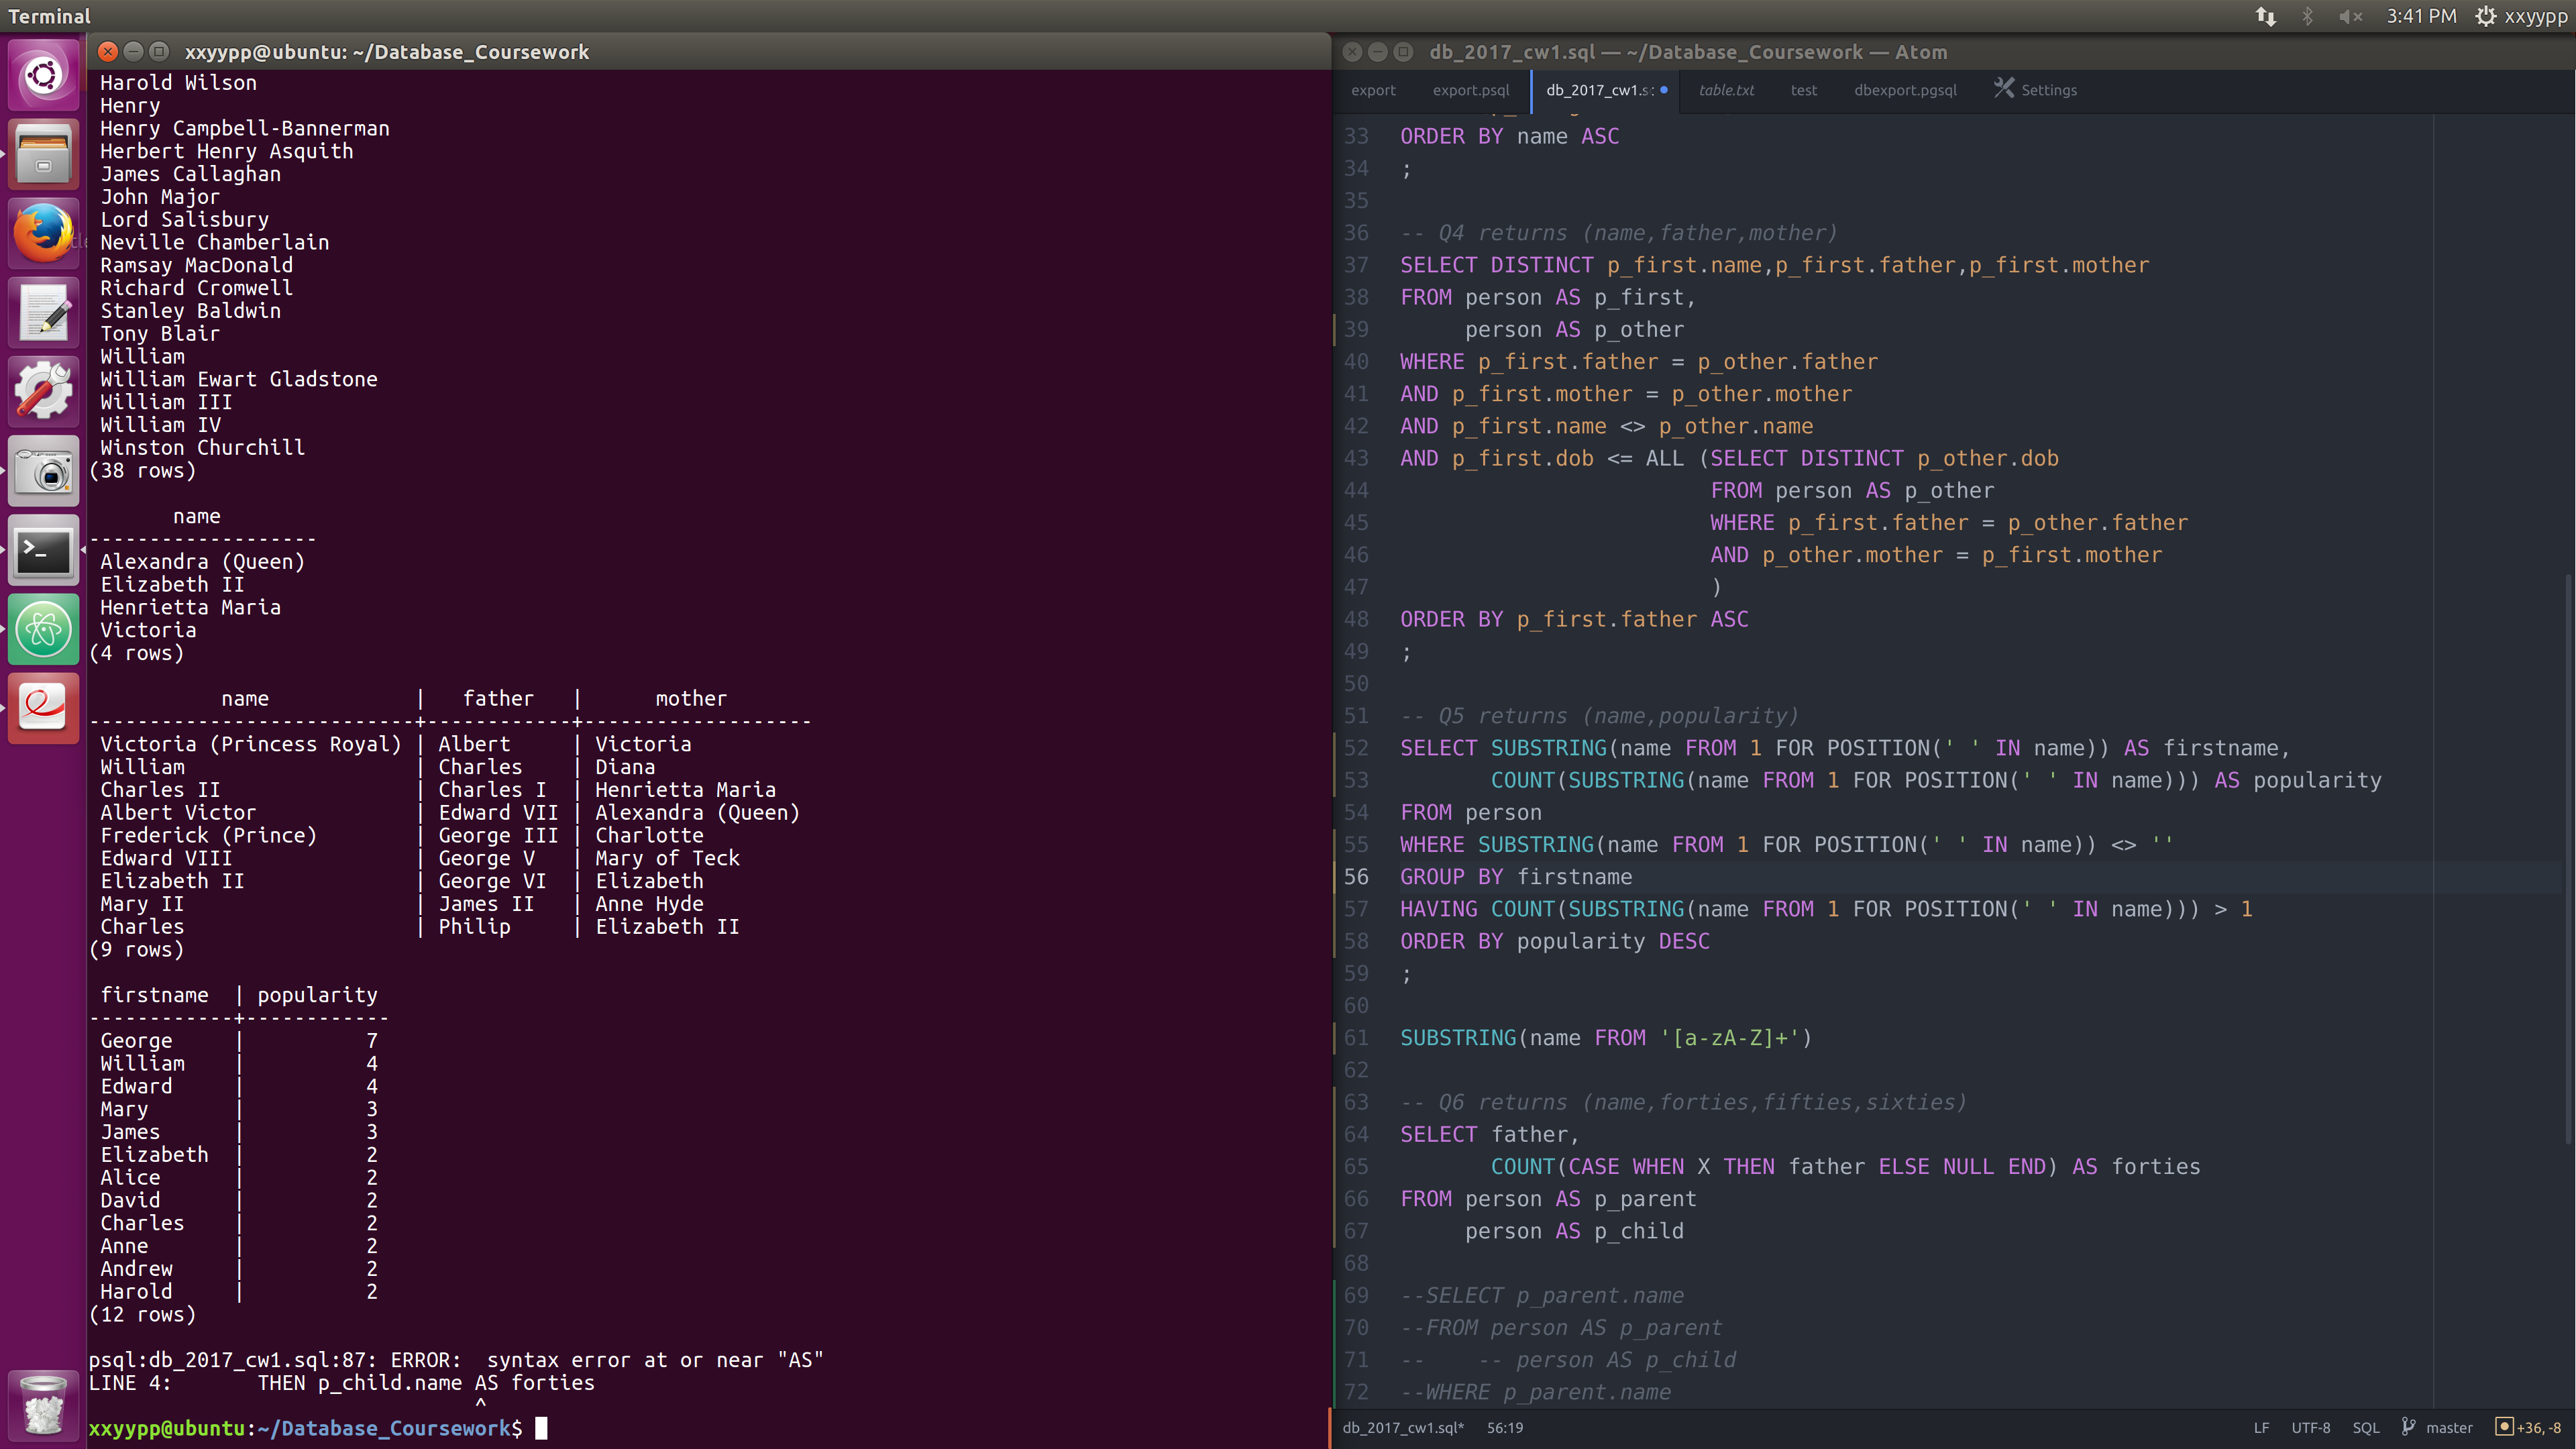 Terminal
3:41 PM xxyypp
xxyypp@ubuntu: ~/Database_Coursework
Harold Wilson
Henry
Henry Campbell-Bannerman
Herbert Henry Asquith
James Callaghan
John Major
Lord Salisbury
Neville Chamberlain
Ramsay MacDonald
Richard Cromwell
Stanley Baldwin
Tony Blair
William
William Ewart Gladstone
William III
William IV
Winston Churchill
(38 rows)
name
-------------------
Alexandra (Queen)
Elizabeth II
Henrietta Maria
Victoria
(4 rows)
name | father | mother
---------------------------+------------+-------------------
Victoria (Princess Royal) | Albert | Victoria
William | Charles | Diana
Charles II | Charles I | Henrietta Maria
Albert Victor | Edward VII | Alexandra (Queen)
Frederick (Prince) | George III | Charlotte
Edward VIII | George V | Mary of Teck
Elizabeth II | George VI | Elizabeth
Mary II | James II | Anne Hyde
Charles | Philip | Elizabeth II
(9 rows)
firstname | popularity
------------+------------
George | 7
William | 4
Edward | 4
Mary | 3
James | 3
Elizabeth | 2
Alice | 2
David | 2
Charles | 2
Anne | 2
Andrew | 2
Harold | 2
(12 rows)
psql:db_2017_cw1.sql:87: ERROR:  syntax error at or near "AS"
LINE 4:       THEN p_child.name AS forties
^
xxyypp@ubuntu:~/Database_Coursework$
db_2017_cw1.sql — ~/Database_Coursework — Atom
export export.psql db_2017_cw1.s table.txt test dbexport.pgsql Settings
33 ORDER BY name ASC
34 ;
35
36 -- Q4 returns (name,father,mother)
37 SELECT DISTINCT p_first.name,p_first.father,p_first.mother
38 FROM person AS p_first,
39 person AS p_other
40 WHERE p_first.father = p_other.father
41 AND p_first.mother = p_other.mother
42 AND p_first.name <> p_other.name
43 AND p_first.dob <= ALL (SELECT DISTINCT p_other.dob
44 FROM person AS p_other
45 WHERE p_first.father = p_other.father
46 AND p_other.mother = p_first.mother
47 )
48 ORDER BY p_first.father ASC
49 ;
50
51 -- Q5 returns (name,popularity)
52 SELECT SUBSTRING(name FROM 1 FOR POSITION(' ' IN name)) AS firstname,
53 COUNT(SUBSTRING(name FROM 1 FOR POSITION(' ' IN name))) AS popularity
54 FROM person
55 WHERE SUBSTRING(name FROM 1 FOR POSITION(' ' IN name)) <> ''
56 GROUP BY firstname
57 HAVING COUNT(SUBSTRING(name FROM 1 FOR POSITION(' ' IN name))) > 1
58 ORDER BY popularity DESC
59 ;
60
61 SUBSTRING(name FROM '[a-zA-Z]+')
62
63 -- Q6 returns (name,forties,fifties,sixties)
64 SELECT father,
65 COUNT(CASE WHEN X THEN father ELSE NULL END) AS forties
66 FROM person AS p_parent
67 person AS p_child
68
69 --SELECT p_parent.name
70 --FROM person AS p_parent
71 --    -- person AS p_child
72 --WHERE p_parent.name
db_2017_cw1.sql* 56:19 LF UTF-8 SQL master +36, -8